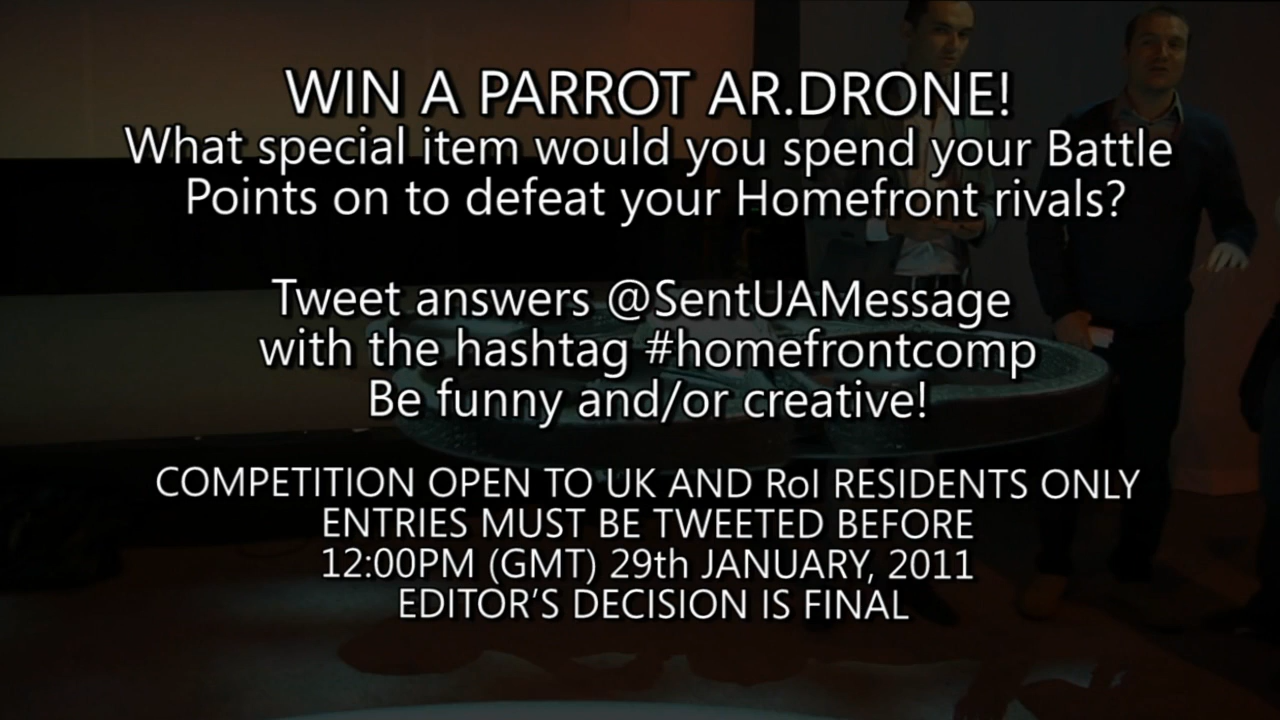 WIN A PARROT AR.DRONE!
What special item would you spend your Battle
Points on to defeat your Homefront rivals?
Tweet answers @SentUAMessage
with the hashtag #homefrontcomp
Be funny and/or creative!
COMPETITION OPEN TO UK AND RoI RESIDENTS ONLY
ENTRIES MUST BE TWEETED BEFORE
12:00PM (GMT) 29th JANUARY, 2011
EDITOR'S DECISION IS FINAL